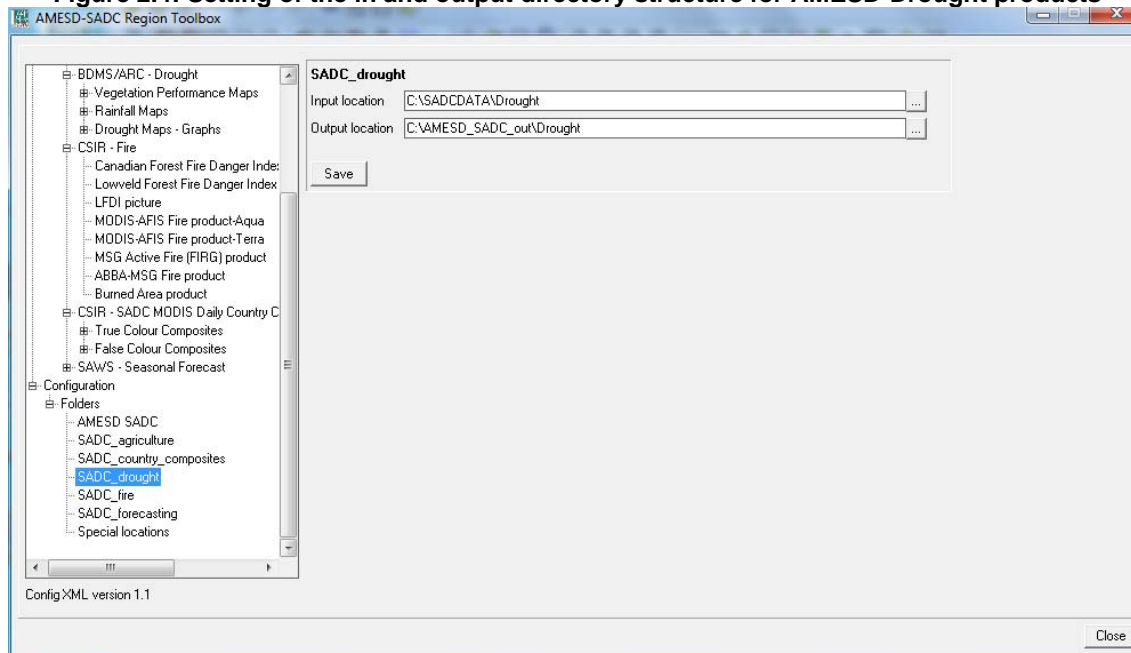 Figure 2.4: Setting of the in and output directory structure for AMESD Drought products
AMESD-SADC Region Toolbox
BDMS/ARC - Drought
Vegetation Performance Maps
Rainfall Maps
Drought Maps - Graphs
CSIR - Fire
Canadian Forest Fire Danger Inde
Lowveld Forest Fire Danger Index
LFDI picture
MODIS-AFIS Fire product-Aqua
MODIS-AFIS Fire product-Terra
MSG Active Fire (FIRG) product
ABBA-MSG Fire product
Burned Area product
CSIR - SADC MODIS Daily Country C
True Colour Composites
False Colour Composites
SAWS - Seasonal Forecast
Configuration
Folders
AMESD SADC
SADC_agriculture
SADC_country_composites
SADC_drought
SADC_fire
SADC_forecasting
Special locations
Config XML version 1.1
SADC_drought
Input location C:\SADCDATA\Drought ...
Output location C:\AMESD_SADC_out\Drought ...
Save
Close